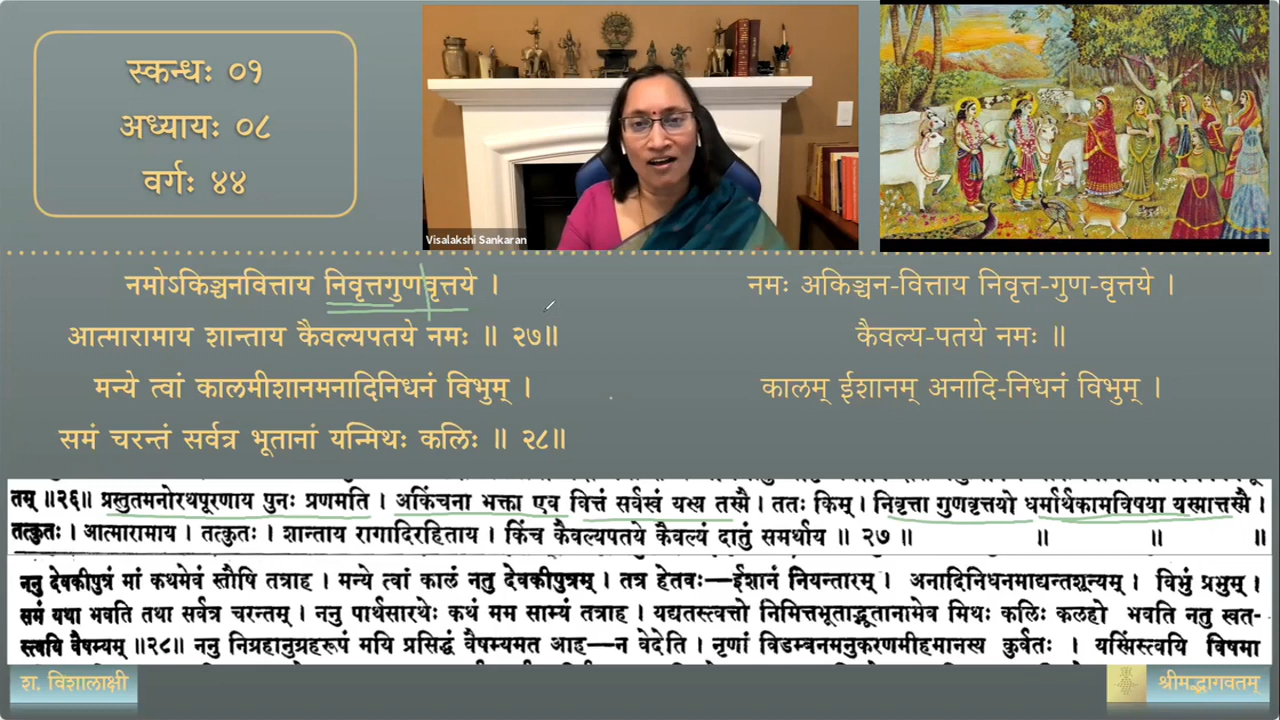 स्कन्धः ०१
अध्यायः ०८
वर्गः ४४
Visalakshi Sankaran
नमोऽकिञ्चनवित्ताय निवृत्तगुणवृत्तये ।
आत्मारामाय शान्ताय कैवल्यपतये नमः ॥ २७॥
मन्ये त्वां कालमीशानमनादिनिधनं विभुम् ।
समं चरन्तं सर्वत्र भूतानां यन्मिथः कलिः ॥ २८॥
नमः अकिञ्चन-वित्ताय निवृत्त-गुण-वृत्तये ।
कैवल्य-पतये नमः ॥
कालम् ईशानम् अनादि-निधनं विभुम् ।
तम् ॥२६॥ प्रस्तुतमनोरथपूरणाय पुनः प्रणमति । अकिंचना भक्ता एव वित्तं सर्वस्वं यस्य तस्मै । ततः किम् । निवृत्ता गुणवृत्तयो धर्मार्थकामविषया यस्मात्तस्मै ।
तत्कुतः । आत्मारामाय । तत्कुतः । शान्ताय रागादिरहिताय । किंच कैवल्यपतये कैवल्यं दातुं समर्थाय ॥ २७ ॥ ॥ ॥ ॥
ननु देवकीपुत्रं मां कथमेवं स्तौषि तत्राह । मन्ये त्वां कालं नतु देवकीपुत्रम् । तत्र हेतवः—ईशानं नियन्तारम् । अनादिनिधनमाद्यन्तशून्यम् । विभुं प्रभुम् ।
समं यथा भवति तथा सर्वत्र चरन्तम् । ननु पार्थसारथेः कथं मम साम्यं तत्राह । यद्यतस्त्वत्तो निमित्तभूताद्भूतानामेव मिथः कलिः कलहो भवति नतु स्वत-
स्त्वयि वैषम्यम् ॥२८॥ ननु निग्रहानुग्रहरूपं मयि प्रसिद्धं वैषम्यमत आह—न वेदेति । नृणां विडम्बनमनुकरणमीहमानस्य कुर्वतः । यस्मिंस्त्वयि विषमा
श. विशालाक्षी
श्रीमद्भागवतम्